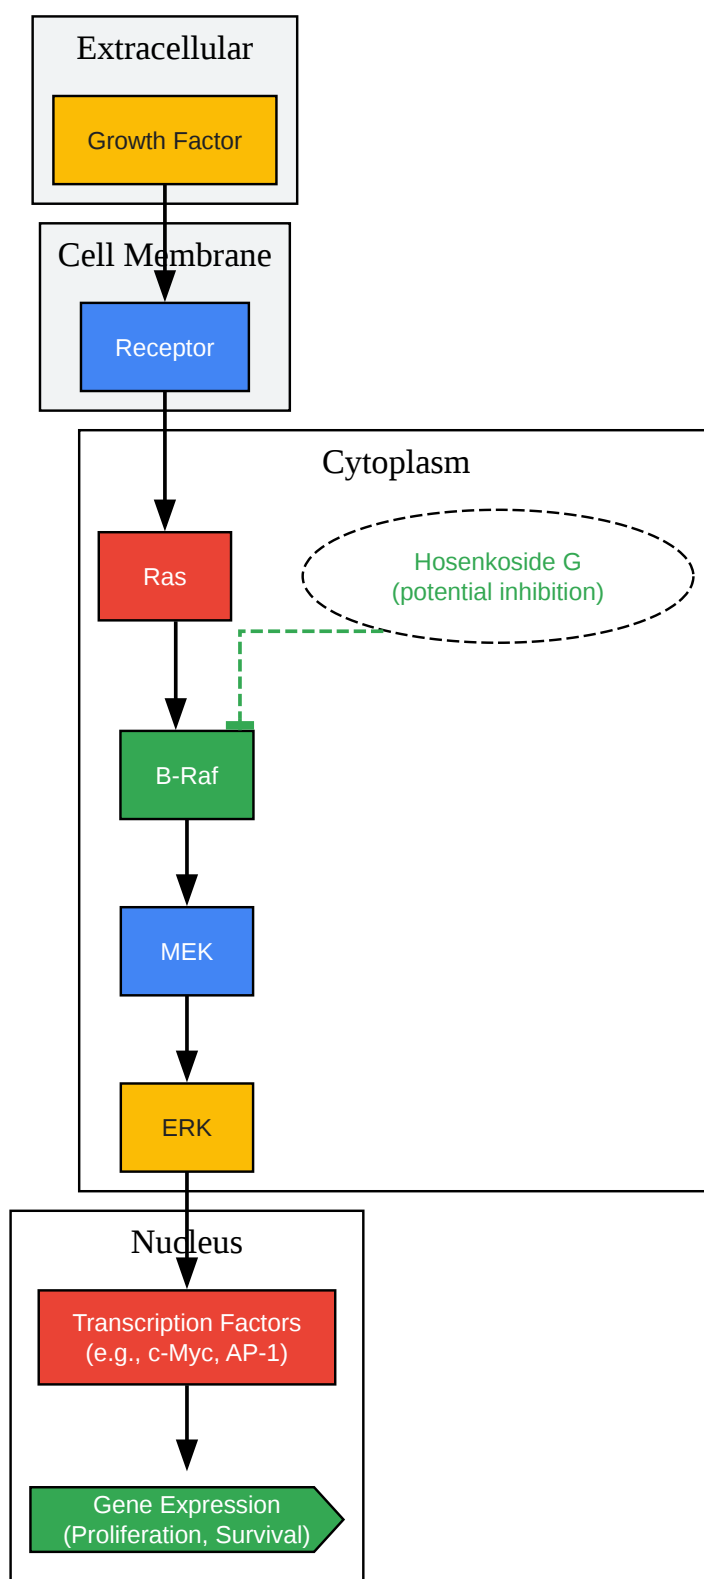 Extracellular
Growth Factor
Cell Membrane
Receptor
Cytoplasm
Ras
Hosenkoside G
(potential inhibition)
B-Raf
MEK
ERK
Nucleus
Transcription Factors
(e.g., c-Myc, AP-1)
Gene Expression
(Proliferation, Survival)